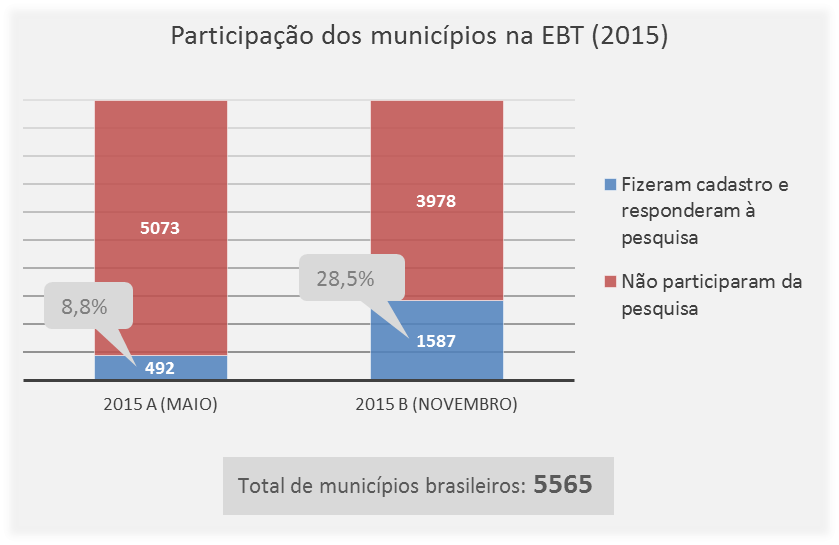 Participação dos municípios na EBT (2015)
5073
3978
8,8%
28,5%
492
1587
2015 A (MAIO)
2015 B (NOVEMBRO)
Fizeram cadastro e
responderam à
pesquisa
Não participaram da
pesquisa
Total de municípios brasileiros: 5565